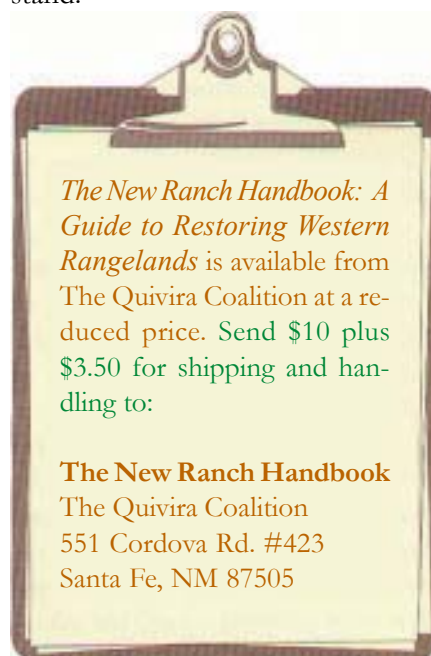 stand.
The New Ranch Handbook: A
Guide to Restoring Western
Rangelands is available from
The Quivira Coalition at a re-
duced price. Send $10 plus
$3.50 for shipping and han-
dling to:
The New Ranch Handbook
The Quivira Coalition
551 Cordova Rd. #423
Santa Fe, NM 87505